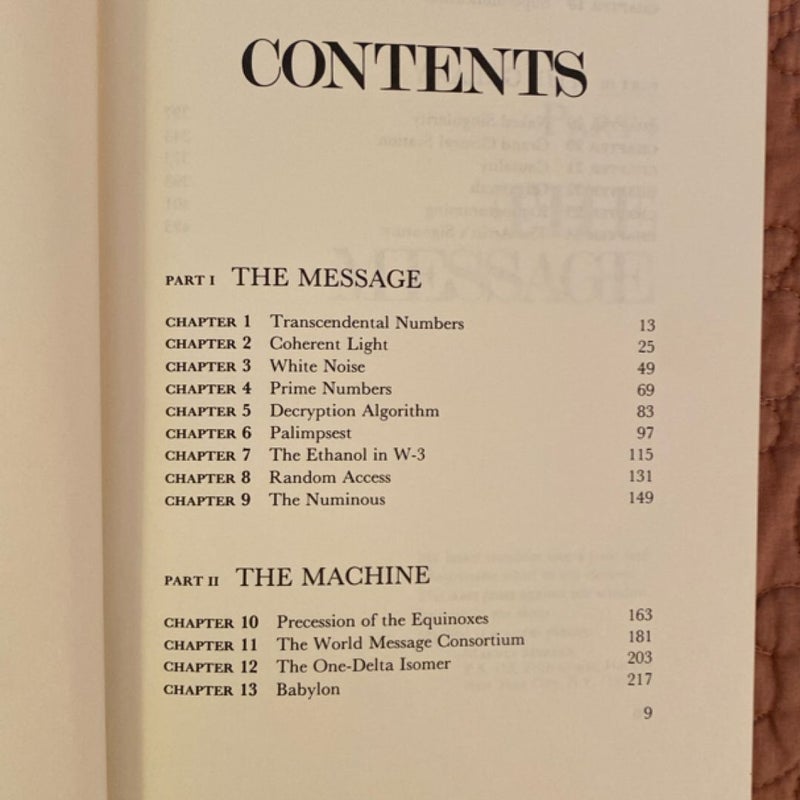 CONTENTS
PART I THE MESSAGE
CHAPTER 1 Transcendental Numbers 13
CHAPTER 2 Coherent Light 25
CHAPTER 3 White Noise 49
CHAPTER 4 Prime Numbers 69
CHAPTER 5 Decryption Algorithm 83
CHAPTER 6 Palimpsest 97
CHAPTER 7 The Ethanol in W-3 115
CHAPTER 8 Random Access 131
CHAPTER 9 The Numinous 149
PART II THE MACHINE
CHAPTER 10 Precession of the Equinoxes 163
CHAPTER 11 The World Message Consortium 181
CHAPTER 12 The One-Delta Isomer 203
CHAPTER 13 Babylon 217
9